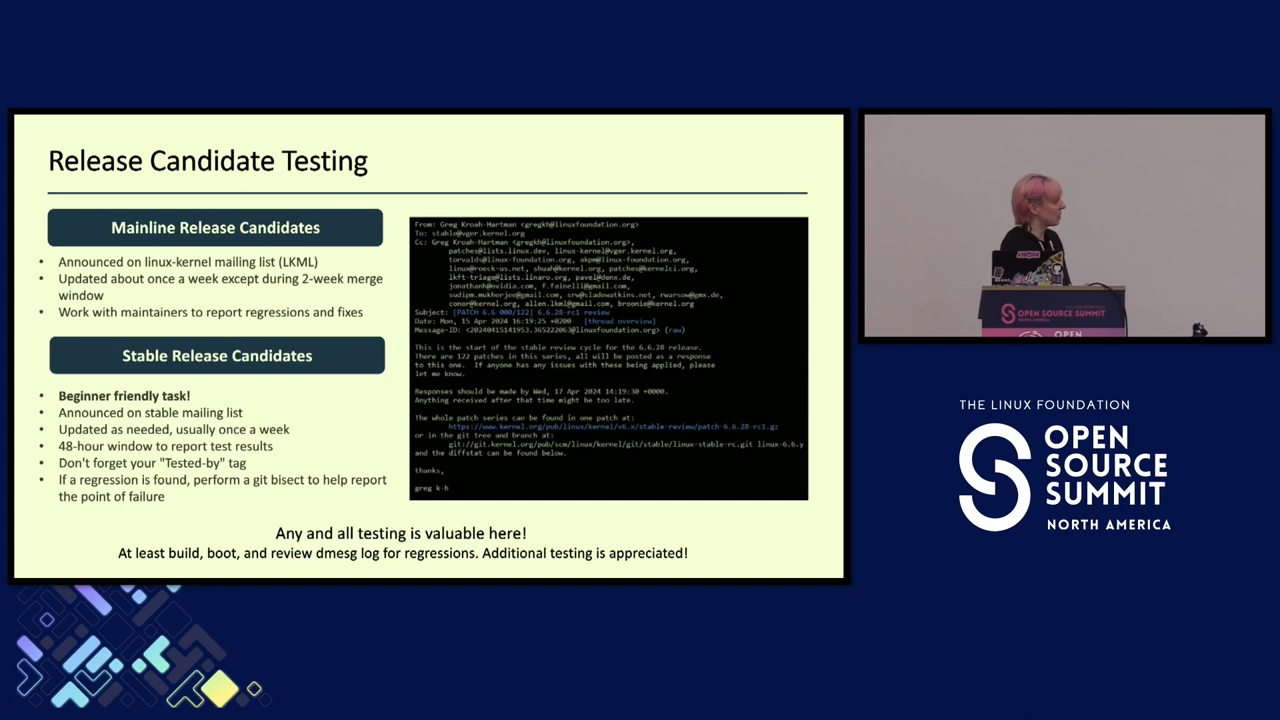 Release Candidate Testing
Mainline Release Candidates
• Announced on linux-kernel mailing list (LKML)
• Updated about once a week except during 2-week merge
window
• Work with maintainers to report regressions and fixes
Stable Release Candidates
• Beginner friendly task!
• Announced on stable mailing list
• Updated as needed, usually once a week
• 48-hour window to report test results
• Don't forget your "Tested-by" tag
• If a regression is found, perform a git bisect to help report
the point of failure
From: Greg Kroah-Hartman <gregkh@linuxfoundation.org>
To: stable@vger.kernel.org
Cc: Greg Kroah-Hartman <gregkh@linuxfoundation.org>,
patches@lists.linux.dev, linux-kernel@vger.kernel.org,
torvalds@linux-foundation.org, akpm@linux-foundation.org,
linux@roeck-us.net, shuah@kernel.org, patches@kernelci.org,
lkft-triage@lists.linaro.org, pavel@denx.de,
jonathanh@nvidia.com, f.fainelli@gmail.com,
sudipm.mukherjee@gmail.com, srw@sladewatkins.net, rwarsow@gmx.de,
conor@kernel.org, allen.lkml@gmail.com, broonie@kernel.org
Subject: [PATCH 6.6 000/122] 6.6.28-rc1 review
Date: Mon, 15 Apr 2024 16:19:25 +0200 [thread overview]
Message-ID: <20240415141953.365222063@linuxfoundation.org> (raw)
This is the start of the stable review cycle for the 6.6.28 release.
There are 122 patches in this series, all will be posted as a response
to this one. If anyone has any issues with these being applied, please
let me know.
Responses should be made by Wed, 17 Apr 2024 14:19:30 +0000.
Anything received after that time might be too late.
The whole patch series can be found in one patch at:
https://www.kernel.org/pub/linux/kernel/v6.x/stable-review/patch-6.6.28-rc1.gz
or in the git tree and branch at:
git://git.kernel.org/pub/scm/linux/kernel/git/stable/linux-stable-rc.git linux-6.6.y
and the diffstat can be found below.
thanks,
greg k-h
Any and all testing is valuable here!
At least build, boot, and review dmesg log for regressions. Additional testing is appreciated!
OPEN SOURCE SUMMIT
NORTH AMERICA
OPEN
THE LINUX FOUNDATION
OPEN
SOURCE
SUMMIT
NORTH AMERICA